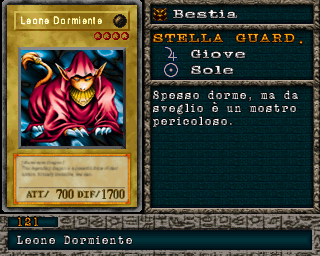 Leone Dormiente
Bestia
STELLA GUARD.
Giove
Sole
Spesso dorme, ma da
sveglio è un mostro
pericoloso.
ATT/ 700 DIF/1700
121
Leone Dormiente